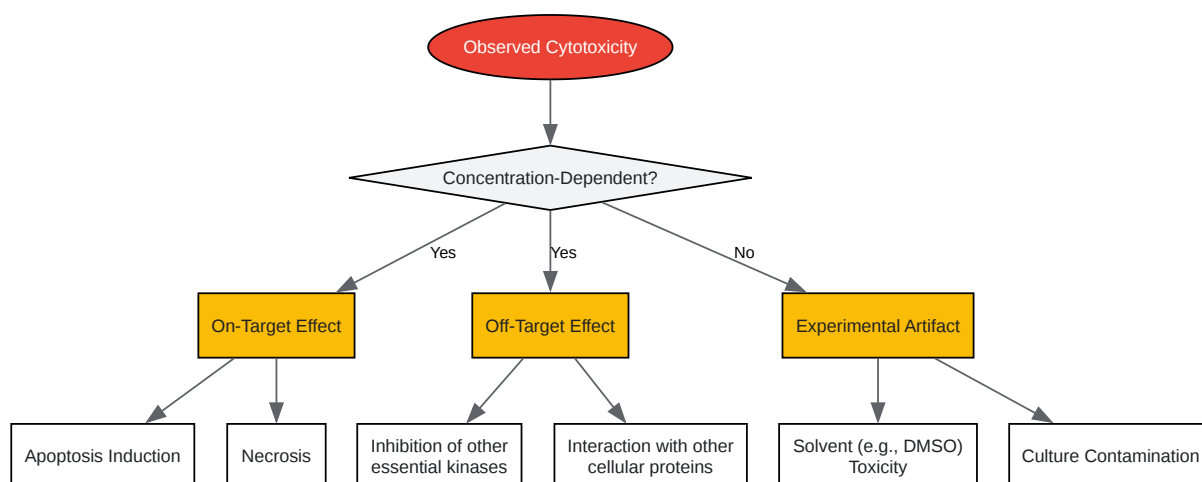 Observed Cytotoxicity
Concentration-Dependent?
Yes
Yes
No
On-Target Effect
Off-Target Effect
Experimental Artifact
Apoptosis Induction
Necrosis
Inhibition of other
essential kinases
Interaction with other
cellular proteins
Solvent (e.g., DMSO)
Toxicity
Culture Contamination